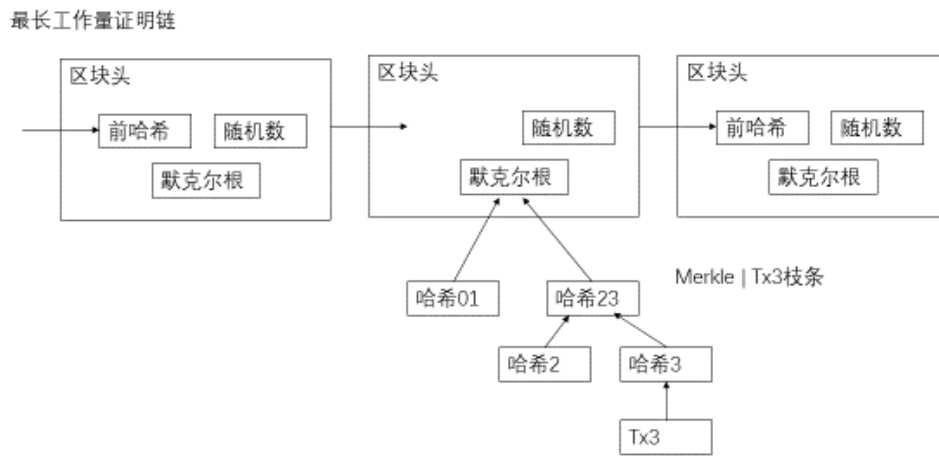 最长工作量证明链
区块头
区块头
区块头
前哈希
随机数
随机数
前哈希
随机数
默克尔根
默克尔根
默克尔根
Merkle | Tx3枝条
哈希01
哈希23
哈希2
哈希3
Tx3